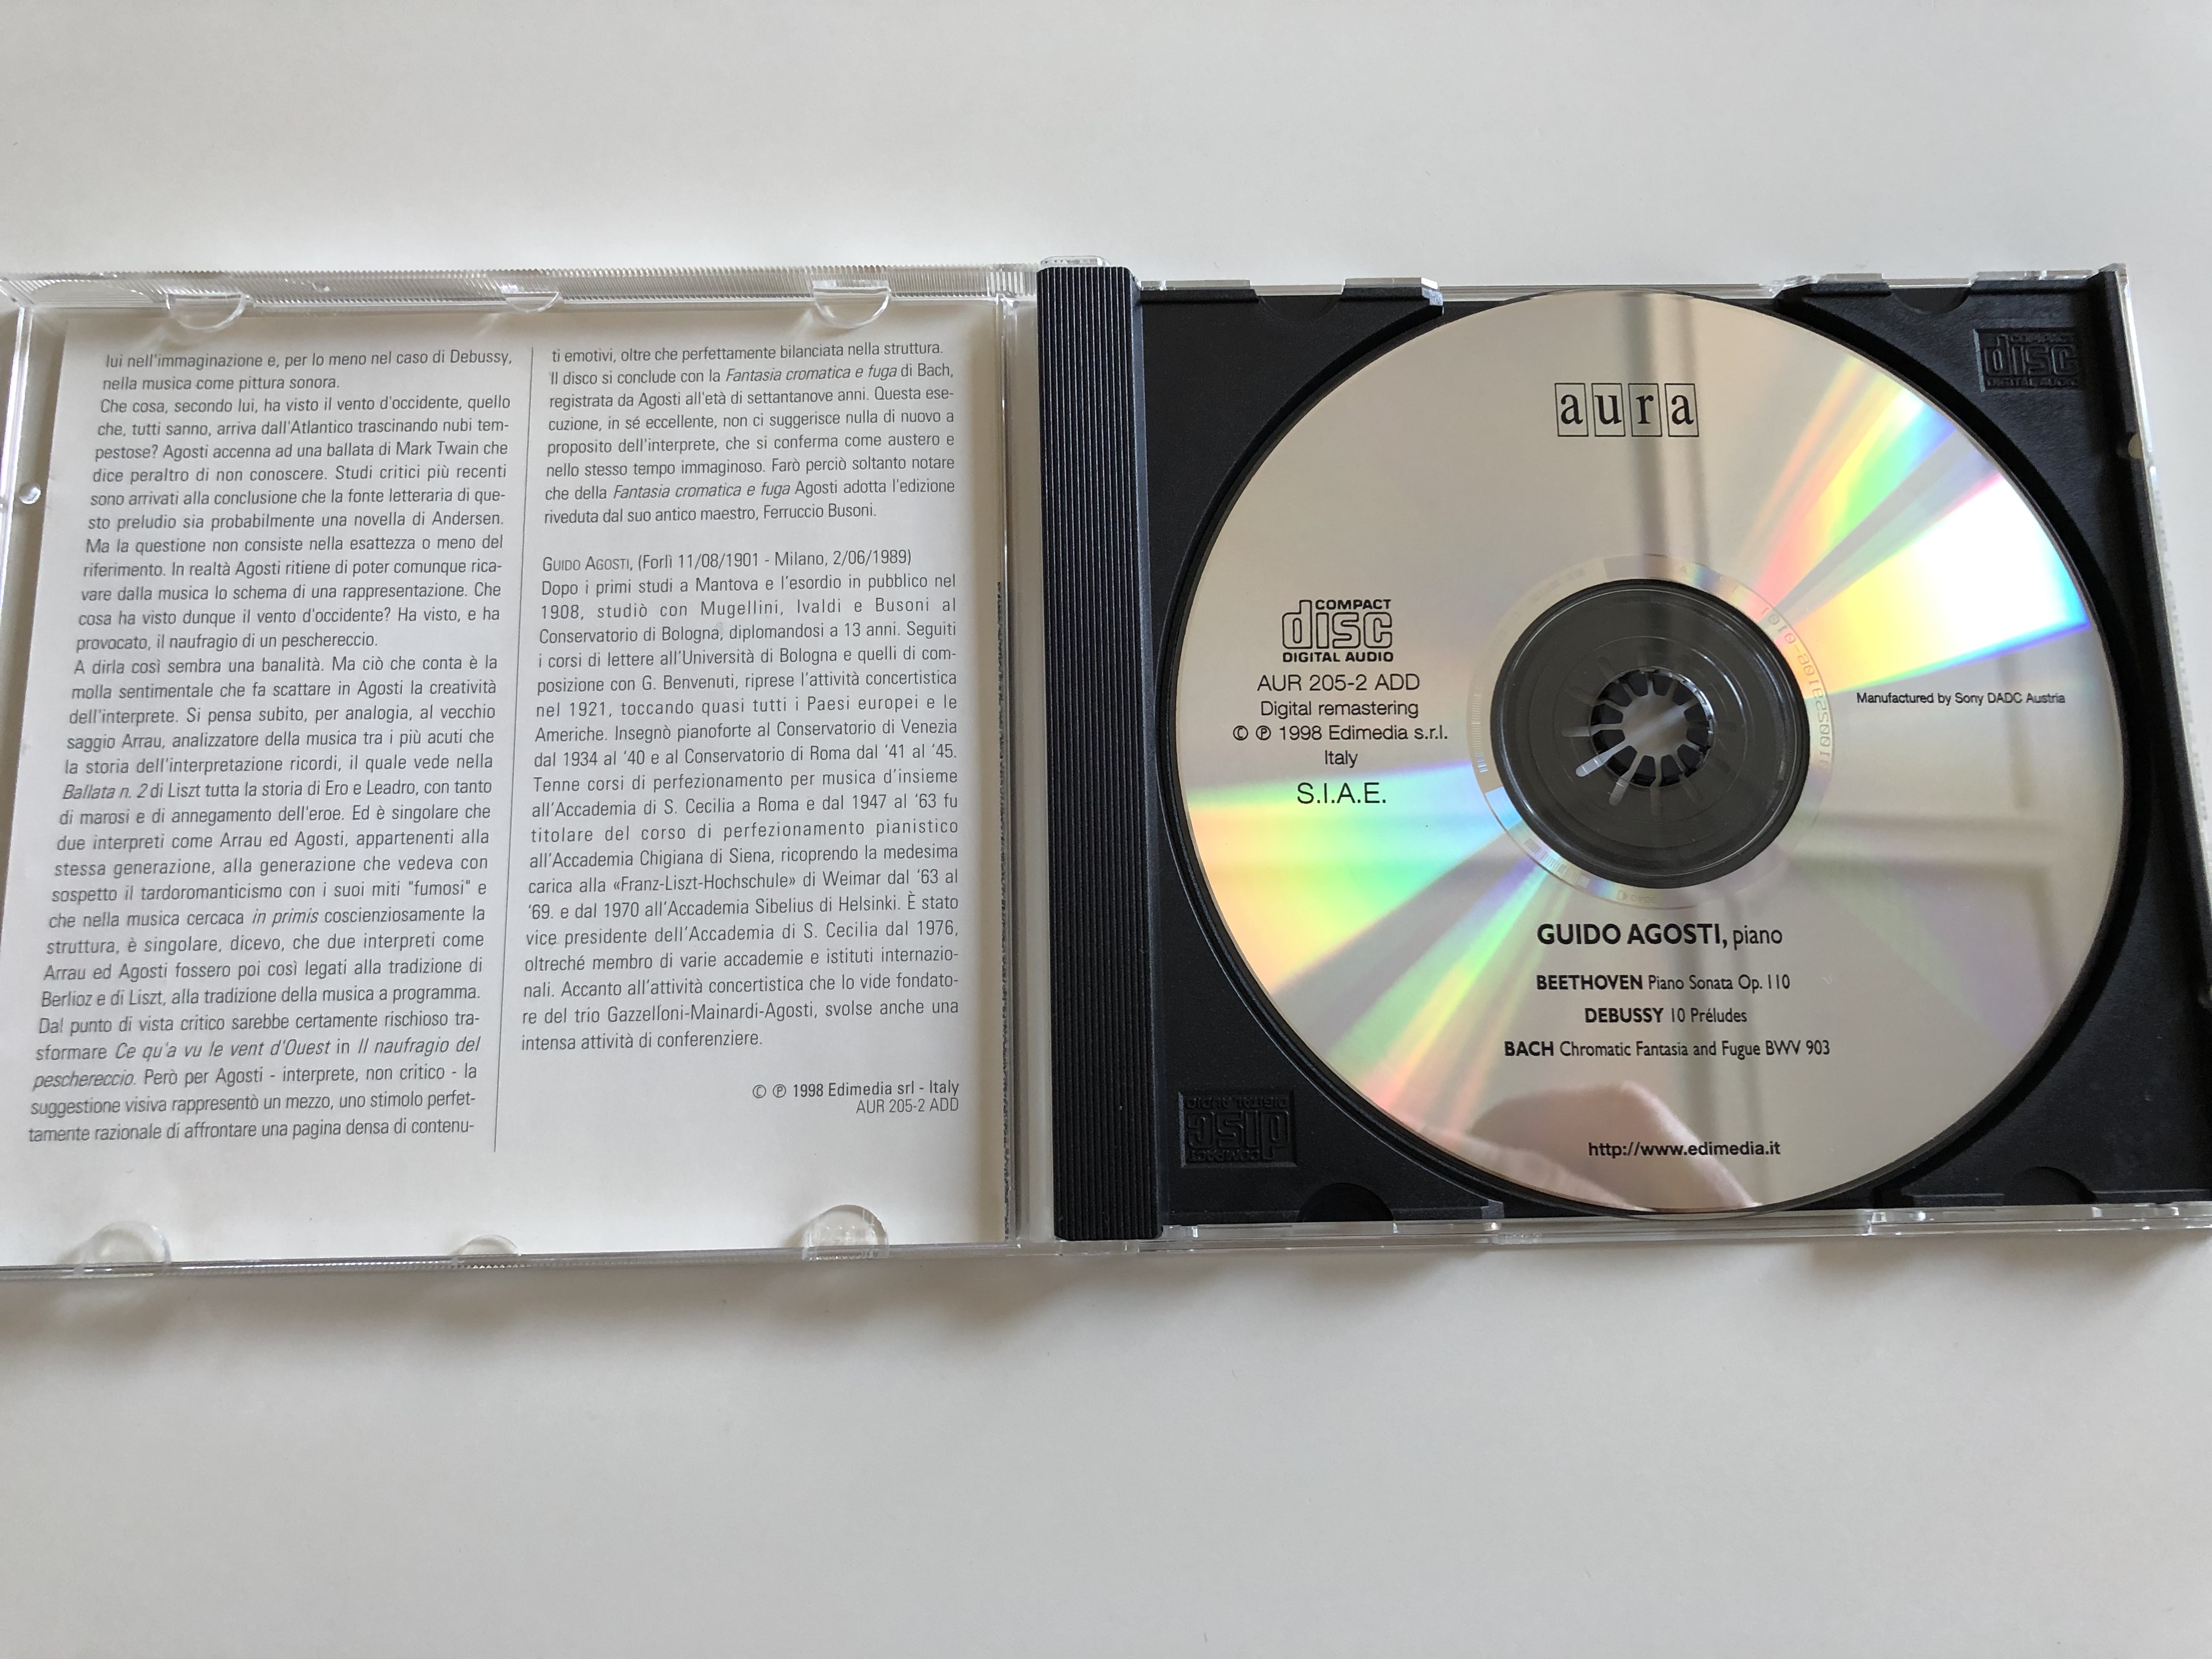 lui nell'immaginazione e, per lo meno nel caso di Debussy,
nella musica come pittura sonora.
Che cosa, secondo lui, ha visto il vento d'occidente, quello
che, tutti sanno, arriva dall'Atlantico trascinando nubi tem-
pestose? Agosti accenna ad una ballata di Mark Twain che
dice peraltro di non conoscere. Studi critici più recenti
sono arrivati alla conclusione che la fonte letteraria di que-
sto preludio sia probabilmente una novella di Andersen.
Ma la questione non consiste nella esattezza o meno del
riferimento. In realtà Agosti ritiene di poter comunque rica-
vare dalla musica lo schema di una rappresentazione. Che
cosa ha visto dunque il vento d'occidente? Ha visto, e ha
provocato, il naufragio di un peschereccio.
A dirla così sembra una banalità. Ma ciò che conta è la
molla sentimentale che fa scattare in Agosti la creatività
dell'interprete. Si pensa subito, per analogia, al vecchio
saggio Arrau, analizzatore della musica tra i più acuti che
la storia dell'interpretazione ricordi, il quale vede nella
Ballata n. 2 di Liszt tutta la storia di Ero e Leadro, con tanto
di marosi e di annegamento dell'eroe. Ed è singolare che
due interpreti come Arrau ed Agosti, appartenenti alla
stessa generazione, alla generazione che vedeva con
sospetto il tardoromanticismo con i suoi miti "fumosi" e
che nella musica cercaca in primis coscienziosamente la
struttura, è singolare, dicevo, che due interpreti come
Arrau ed Agosti fossero poi così legati alla tradizione di
Berlioz e di Liszt, alla tradizione della musica a programma.
Dal punto di vista critico sarebbe certamente rischioso tra-
sformare Ce qu'a vu le vent d'Ouest in Il naufragio del
peschereccio. Però per Agosti - interprete, non critico - la
suggestione visiva rappresentò un mezzo, uno stimolo perfet-
tamente razionale di affrontare una pagina densa di contenu-
ti emotivi, oltre che perfettamente bilanciata nella struttura.
Il disco si conclude con la Fantasia cromatica e fuga di Bach,
registrata da Agosti all'età di settantanove anni. Questa ese-
cuzione, in sé eccellente, non ci suggerisce nulla di nuovo a
proposito dell'interprete, che si conferma come austero e
nello stesso tempo immaginoso. Farò perciò soltanto notare
che della Fantasia cromatica e fuga Agosti adotta l'edizione
riveduta dal suo antico maestro, Ferruccio Busoni.
GUIDO AGOSTI, (Forlì 11/08/1901 - Milano, 2/06/1989)
Dopo i primi studi a Mantova e l'esordio in pubblico nel
1908, studiò con Mugellini, Ivaldi e Busoni al
Conservatorio di Bologna, diplomandosi a 13 anni. Seguiti
i corsi di lettere all'Università di Bologna e quelli di com-
posizione con G. Benvenuti, riprese l'attività concertistica
nel 1921, toccando quasi tutti i Paesi europei e le
Americhe. Insegnò pianoforte al Conservatorio di Venezia
dal 1934 al '40 e al Conservatorio di Roma dal '41 al '45.
Tenne corsi di perfezionamento per musica d'insieme
all'Accademia di S. Cecilia a Roma e dal 1947 al '63 fu
titolare del corso di perfezionamento pianistico
all'Accademia Chigiana di Siena, ricoprendo la medesima
carica alla «Franz-Liszt-Hochschule» di Weimar dal '63 al
'69. e dal 1970 all'Accademia Sibelius di Helsinki. È stato
vice presidente dell'Accademia di S. Cecilia dal 1976,
oltreché membro di varie accademie e istituti internazio-
nali. Accanto all'attività concertistica che lo vide fondato-
re del trio Gazzelloni-Mainardi-Agosti, svolse anche una
intensa attività di conferenziere.
© ℗ 1998 Edimedia srl - Italy
AUR 205-2 ADD
aura
COMPACT
disc
DIGITAL AUDIO
AUR 205-2 ADD
Digital remastering
© ℗ 1998 Edimedia s.r.l.
Italy
S.I.A.E.
Manufactured by Sony DADC Austria
GUIDO AGOSTI, piano
BEETHOVEN Piano Sonata Op. 110
DEBUSSY 10 Préludes
BACH Chromatic Fantasia and Fugue BWV 903
http://www.edimedia.it
COMPACT
disc
DIGITAL AUDIO
COMPACT
disc
DIGITAL AUDIO